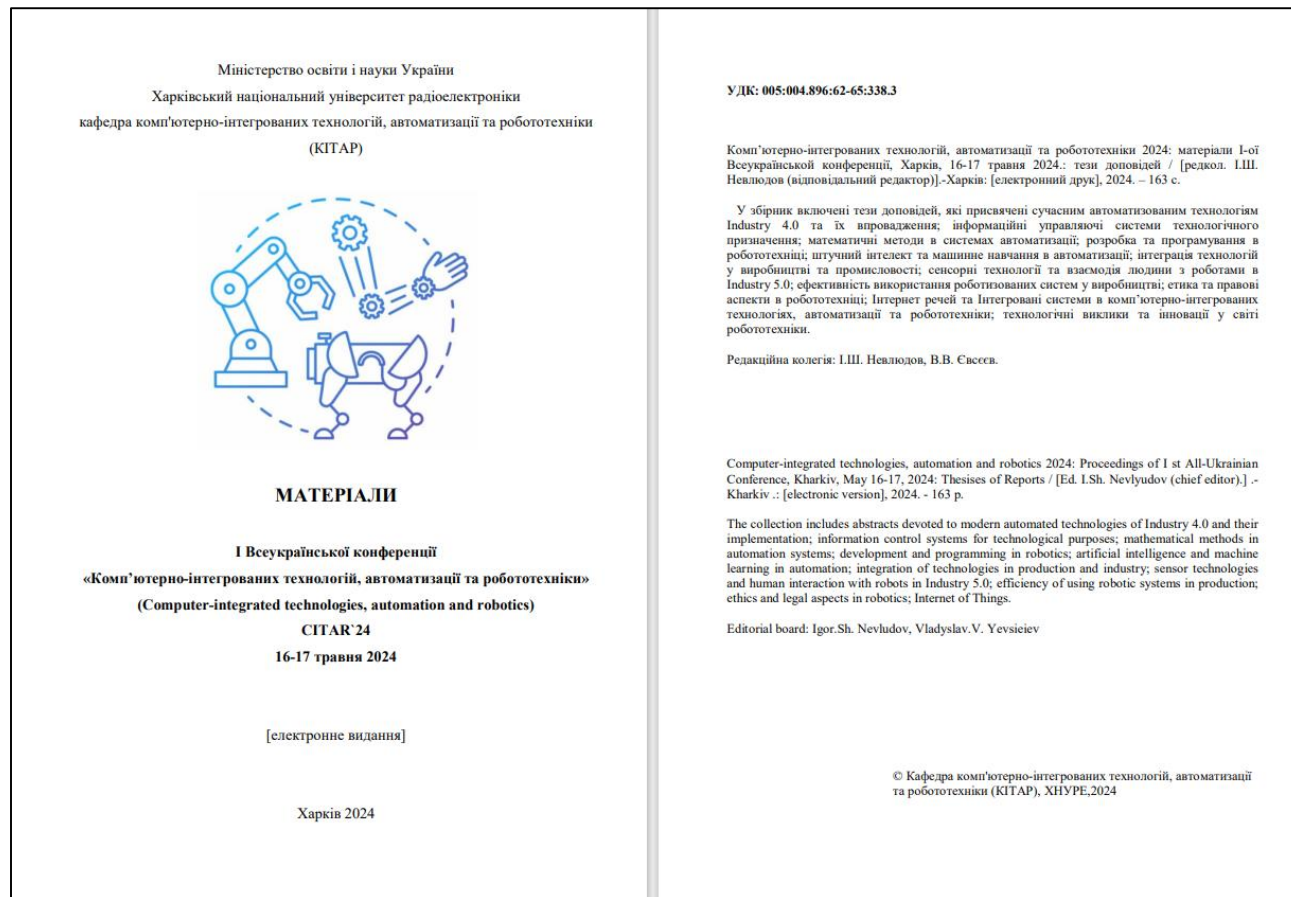 Міністерство освіти і науки України
Харківський національний університет радіоелектроніки
кафедра комп'ютерно-інтегрованих технологій, автоматизації та робототехніки
(КІТАР)
МАТЕРІАЛИ
І Всеукраїнської конференції
«Комп’ютерно-інтегрованих технологій, автоматизації та робототехніки»
(Computer-integrated technologies, automation and robotics)
CITAR`24
16-17 травня 2024
[електронне видання]
Харків 2024
УДК: 005:004.896:62-65:338.3
Комп’ютерно-інтегрованих технологій, автоматизації та робототехніки 2024: матеріали І-ої
Всеукраїнськой конференції, Харків, 16-17 травня 2024.: тези доповідей / [редкол. І.Ш.
Невлюдов (відповідальний редактор)].-Харків: [електронний друк], 2024. – 163 с.
У збірник включені тези доповідей, які присвячені сучасним автоматизованим технологіям
Industry 4.0 та їх впровадження; інформаційні управляючі системи технологічного
призначення; математичні методи в системах автоматизації; розробка та програмування в
робототехніці; штучний інтелект та машинне навчання в автоматизації; інтеграція технологій
у виробництві та промисловості; сенсорні технології та взаємодія людини з роботами в
Industry 5.0; ефективність використання роботизованих систем у виробництві; етика та правові
аспекти в робототехніці; Інтернет речей та Інтегровані системи в комп’ютерно-інтегрованих
технологіях, автоматизації та робототехніки; технологічні виклики та інновації у світі
робототехніки.
Редакційна колегія: І.Ш. Невлюдов, В.В. Євсєєв.
Computer-integrated technologies, automation and robotics 2024: Proceedings of I st All-Ukrainian
Conference, Kharkiv, May 16-17, 2024: Thesises of Reports / [Ed. I.Sh. Nevlyudov (chief editor).] .-
Kharkiv .: [electronic version], 2024. - 163 p.
The collection includes abstracts devoted to modern automated technologies of Industry 4.0 and their
implementation; information control systems for technological purposes; mathematical methods in
automation systems; development and programming in robotics; artificial intelligence and machine
learning in automation; integration of technologies in production and industry; sensor technologies
and human interaction with robots in Industry 5.0; efficiency of using robotic systems in production;
ethics and legal aspects in robotics; Internet of Things.
Editorial board: Igor.Sh. Nevludov, Vladyslav.V. Yevsieiev
© Кафедра комп'ютерно-інтегрованих технологій, автоматизації
та робототехніки (КІТАР), ХНУРЕ,2024